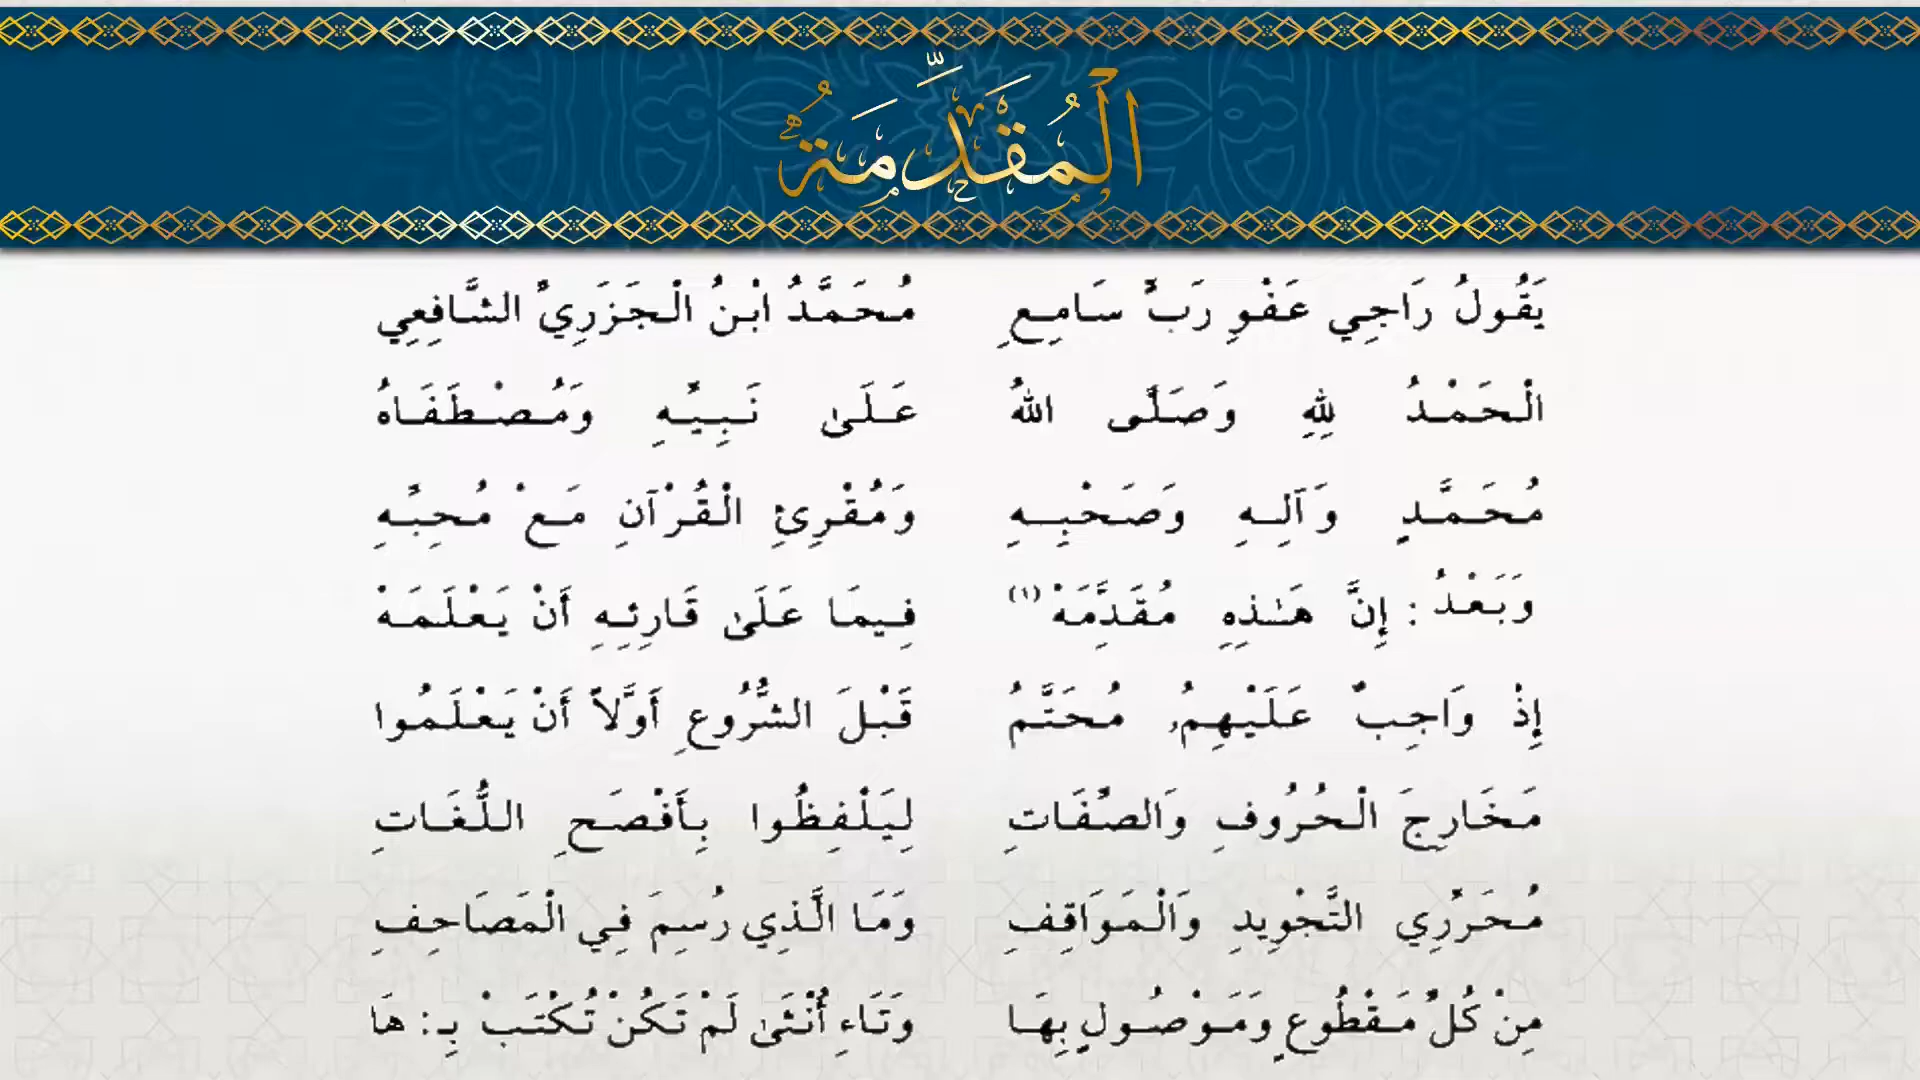 الْمُقَدِّمَةُ
يَقُولُ رَاجِي عَفْوِ رَبٍّ سَامِعِ مُحَمَّدُ ابْنُ الْجَزَرِيِّ الشَّافِعِي
الْحَمْدُ لِلَّهِ وَصَلَّى اللهُ عَلَىٰ نَبِيِّهِ وَمُصْطَفَاهُ
مُحَمَّدٍ وَآلِهِ وَصَحْبِهِ وَمُقْرِئِ الْقُرْآنِ مَعْ مُحِبِّهِ
وَبَعْدُ : إِنَّ هَـٰذِهِ مُقَدِّمَهْ (١) فِيمَا عَلَىٰ قَارِئِهِ أَنْ يَعْلَمَهْ
إِذْ وَاجِبٌ عَلَيْهِمُۥ مُحَتَّمُ قَبْلَ الشُّرُوعِ أَوَّلاً أَنْ يَعْلَمُوا
مَخَارِجَ الْحُرُوفِ وَالصِّفَاتِ لِيَلْفِظُوا بِأَفْصَحِ اللُّغَاتِ
مُحَرِّرِي التَّجْوِيدِ وَالْمَوَاقِفِ وَمَا الَّذِي رُسِمَ فِي الْمَصَاحِفِ
مِنْ كُلِّ مَقْطُوعٍ وَمَوْصُولٍ بِهَا وَتَاءِ أُنْثَىٰ لَمْ تَكُنْ تُكْتَبْ بِـ : هَا